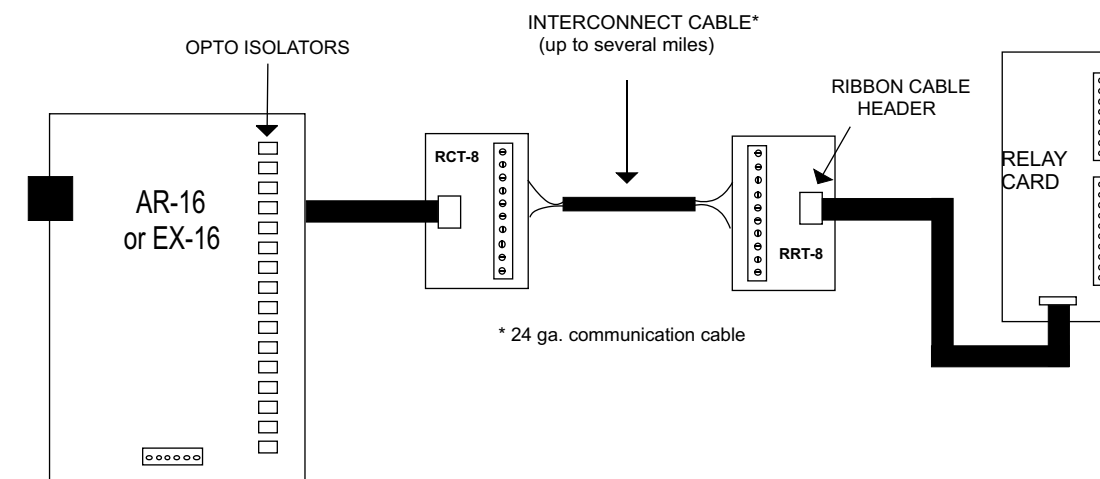 INTERCONNECT CABLE*
(up to several miles)
OPTO ISOLATORS
RIBBON CABLE
HEADER
RELAY
CARD
RCT-8
AR-16
or EX-16
RRT-8
* 24 ga. communication cable